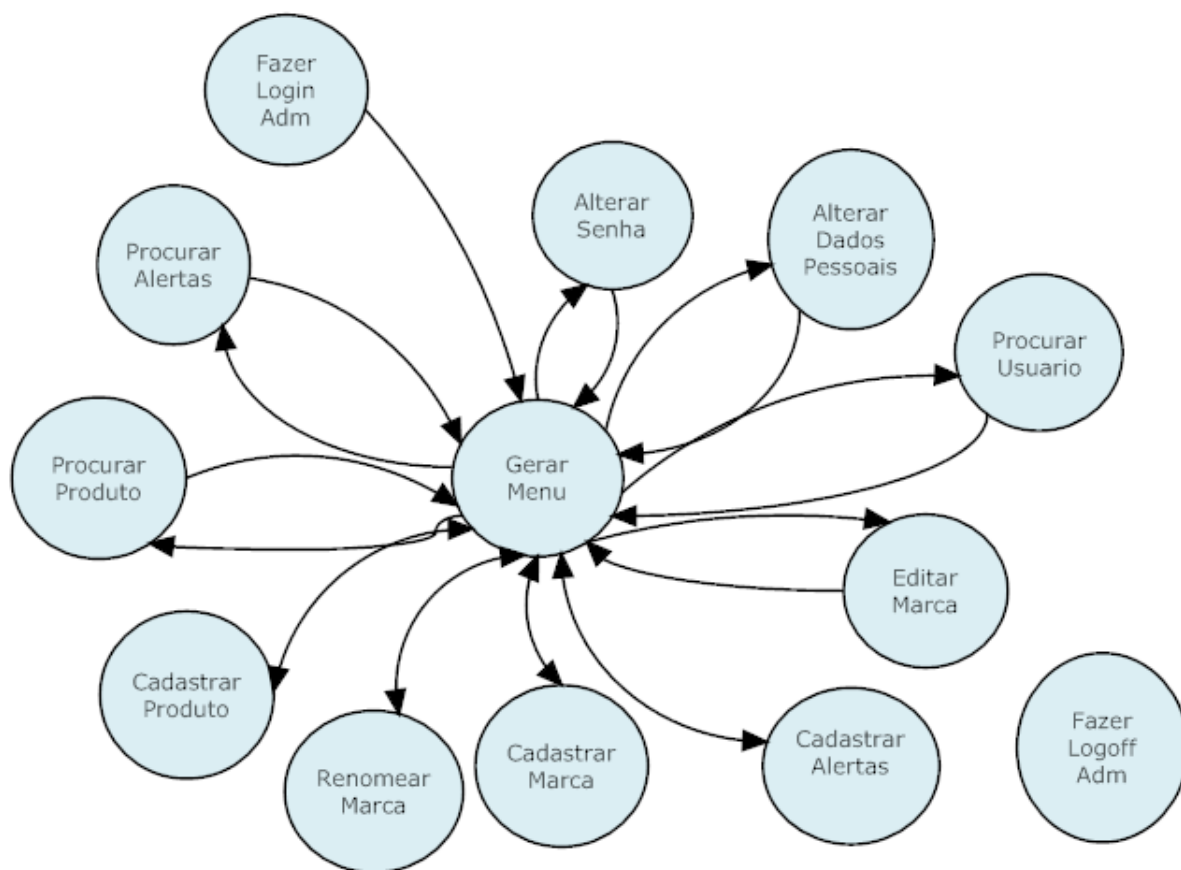 Fazer
Login
Adm
Alterar
Senha
Alterar
Dados
Pessoais
Procurar
Alertas
Procurar
Usuario
Procurar
Produto
Gerar
Menu
Editar
Marca
Cadastrar
Produto
Renomear
Marca
Cadastrar
Marca
Cadastrar
Alertas
Fazer
Logoff
Adm